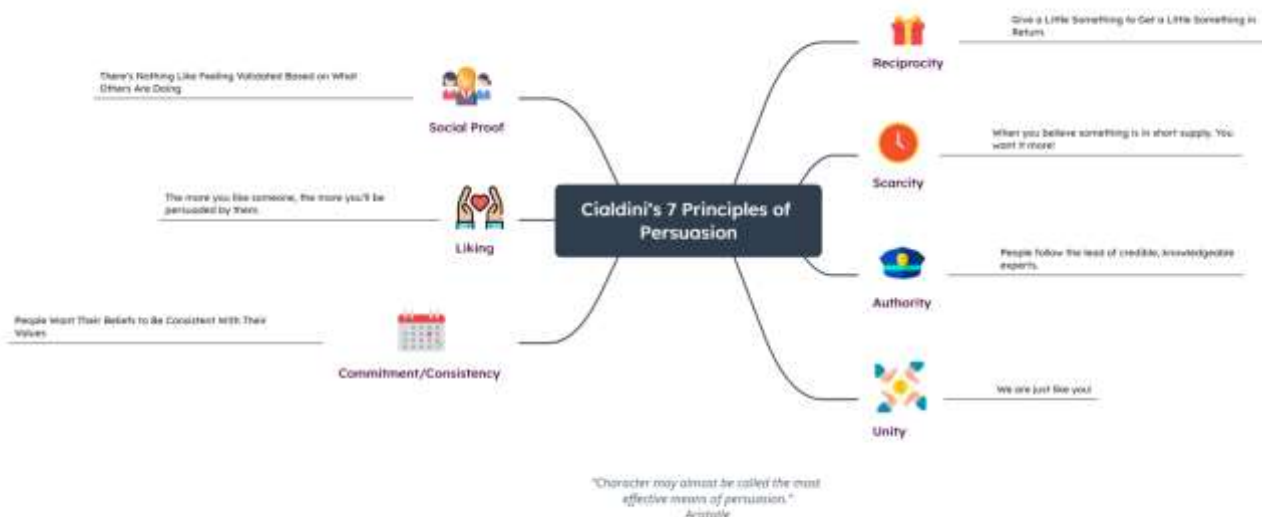 Give a Little Something to Get a Little Something in
Return
Reciprocity
There's Nothing Like Feeling Validated Based on What
Others Are Doing
Social Proof
When you believe something is in short supply. You
want it more!
Scarcity
The more you like someone, the more you'll be
persuaded by them.
Liking
Cialdini's 7 Principles of
Persuasion
People follow the lead of credible, knowledgeable
experts.
Authority
People Want Their Beliefs to Be Consistent With Their
Values
Commitment/Consistency
We are just like you!
Unity
"Character may almost be called the most
effective means of persuasion."
Aristotle